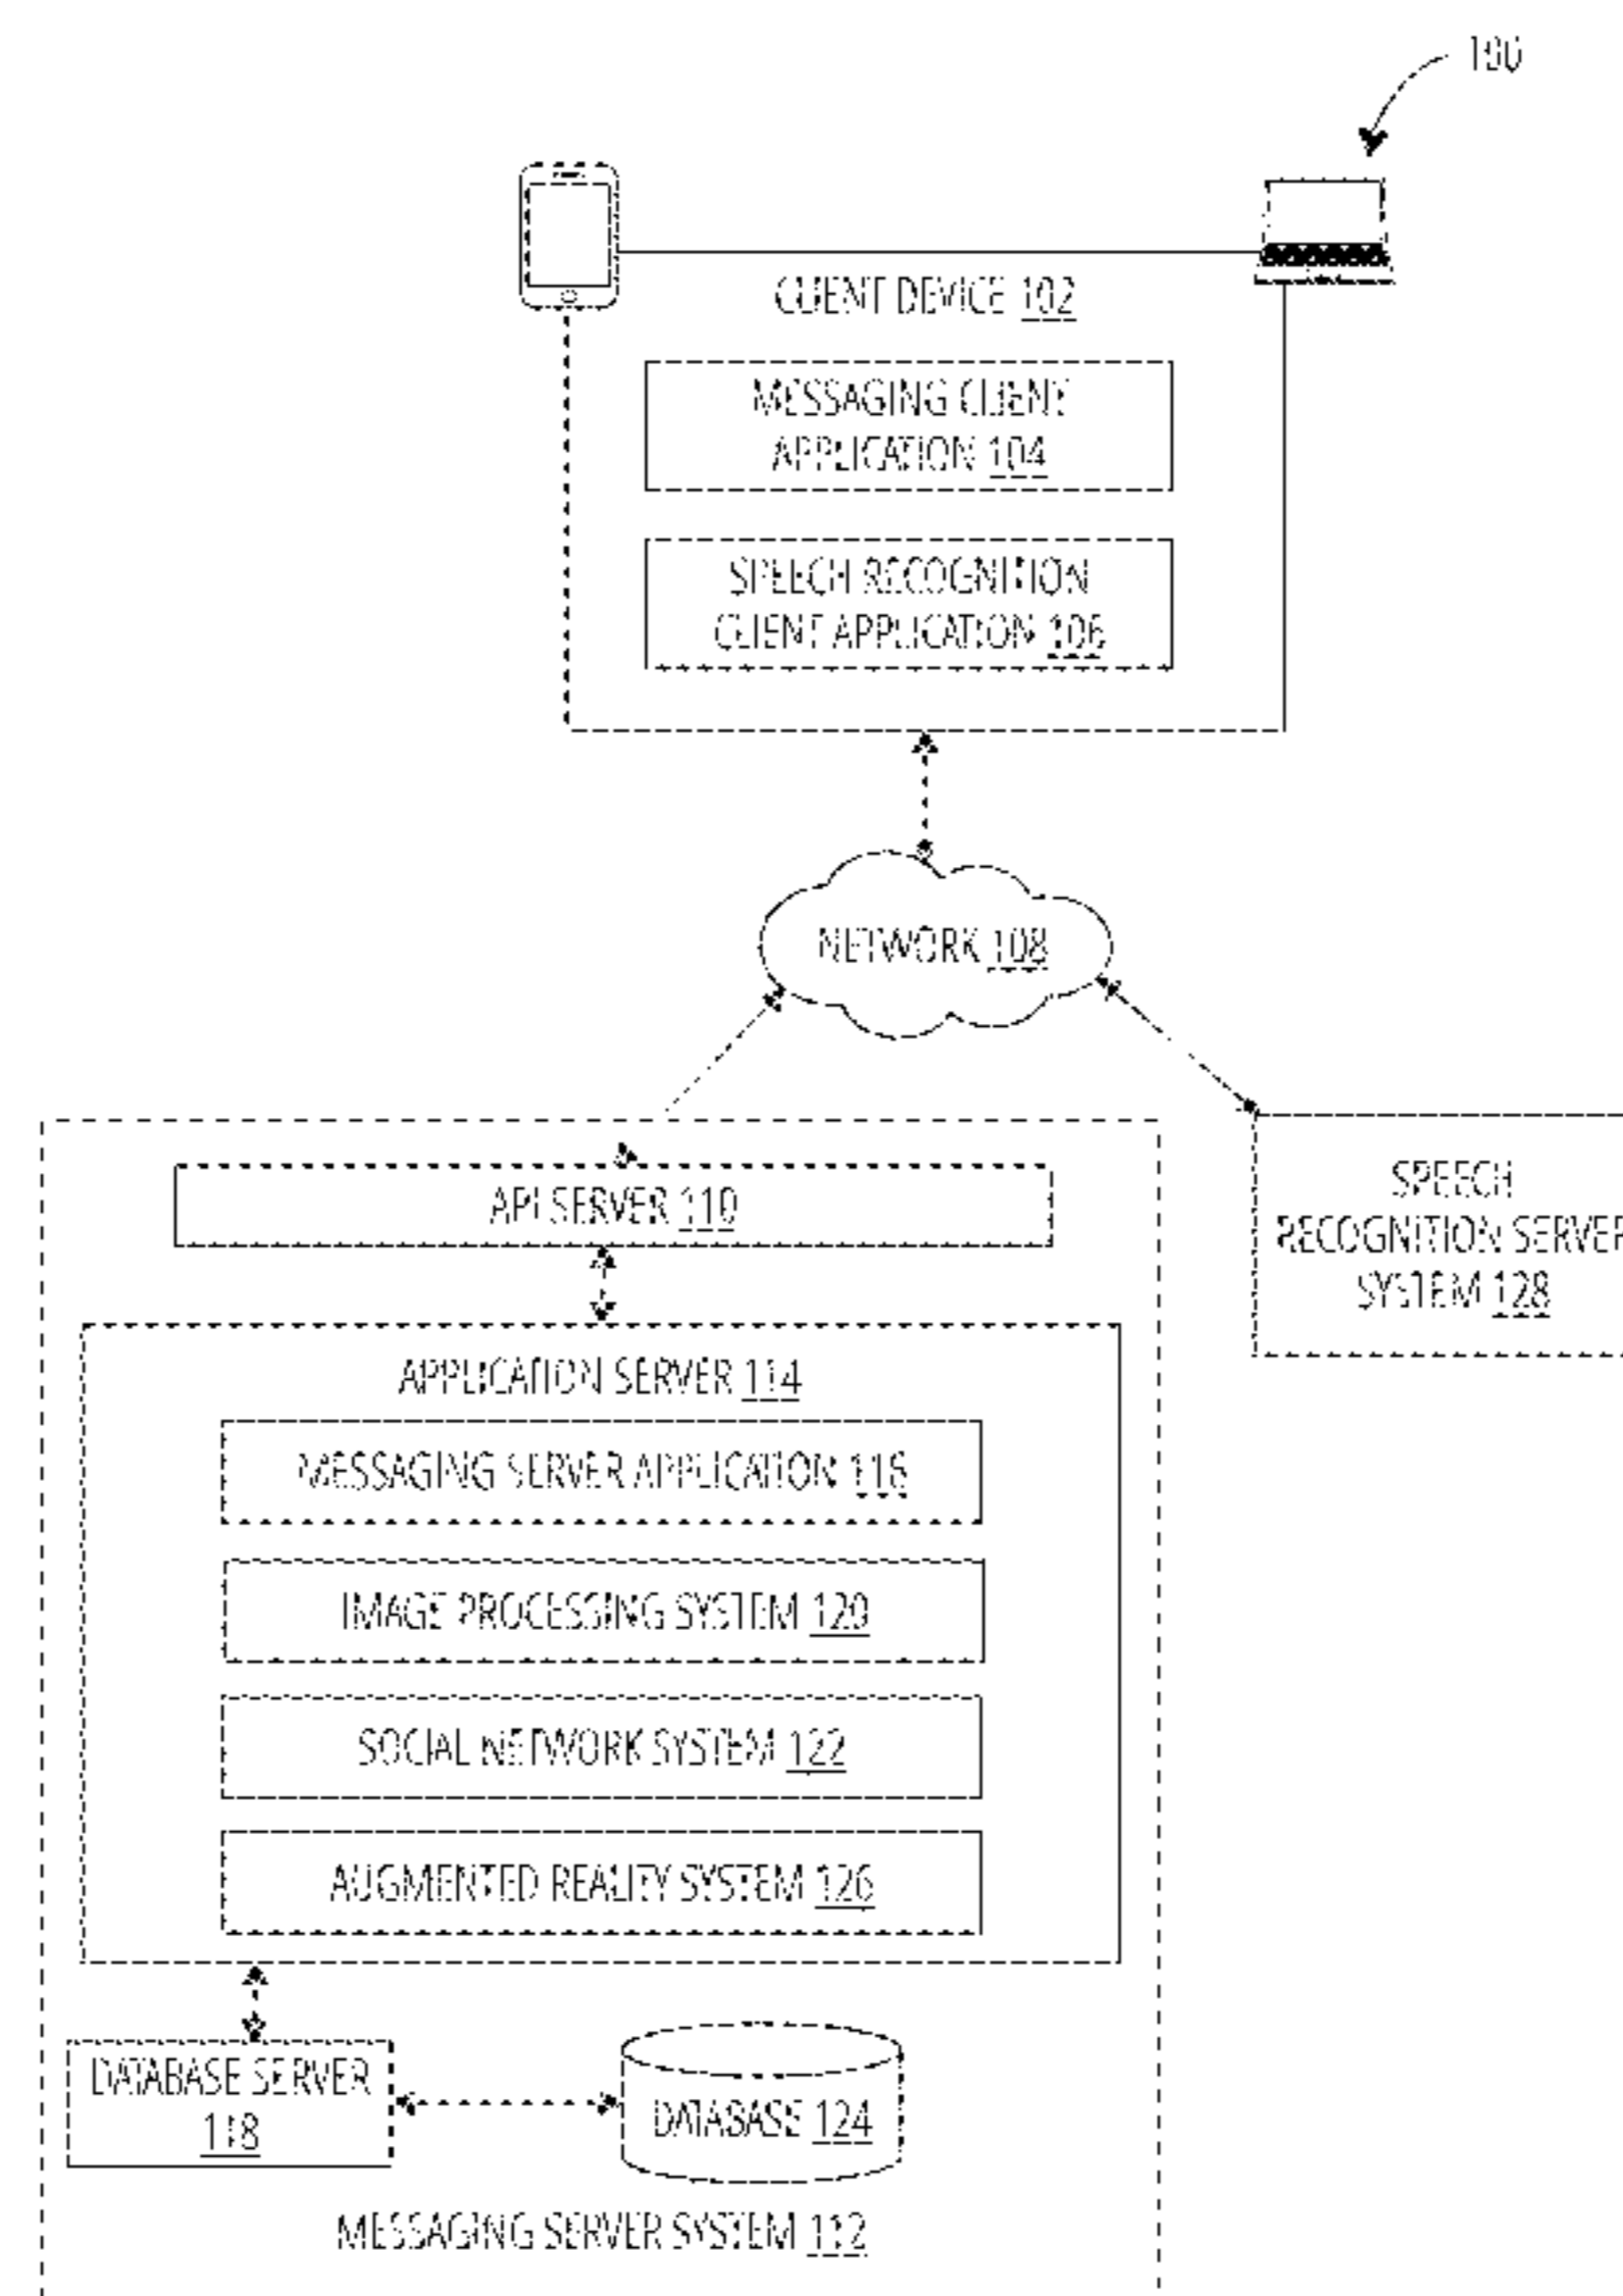 100
CLIENT DEVICE 102
MESSAGING CLIENT
APPLICATION 104
SPEECH RECOGNITION
CLIENT APPLICATION 106
NETWORK 108
API SERVER 110
SPEECH
RECOGNITION SERVER
SYSTEM 128
APPLICATION SERVER 114
MESSAGING SERVER APPLICATION 116
IMAGE PROCESSING SYSTEM 120
SOCIAL NETWORK SYSTEM 122
AUGMENTED REALITY SYSTEM 126
DATABASE SERVER
118
DATABASE 124
MESSAGING SERVER SYSTEM 112